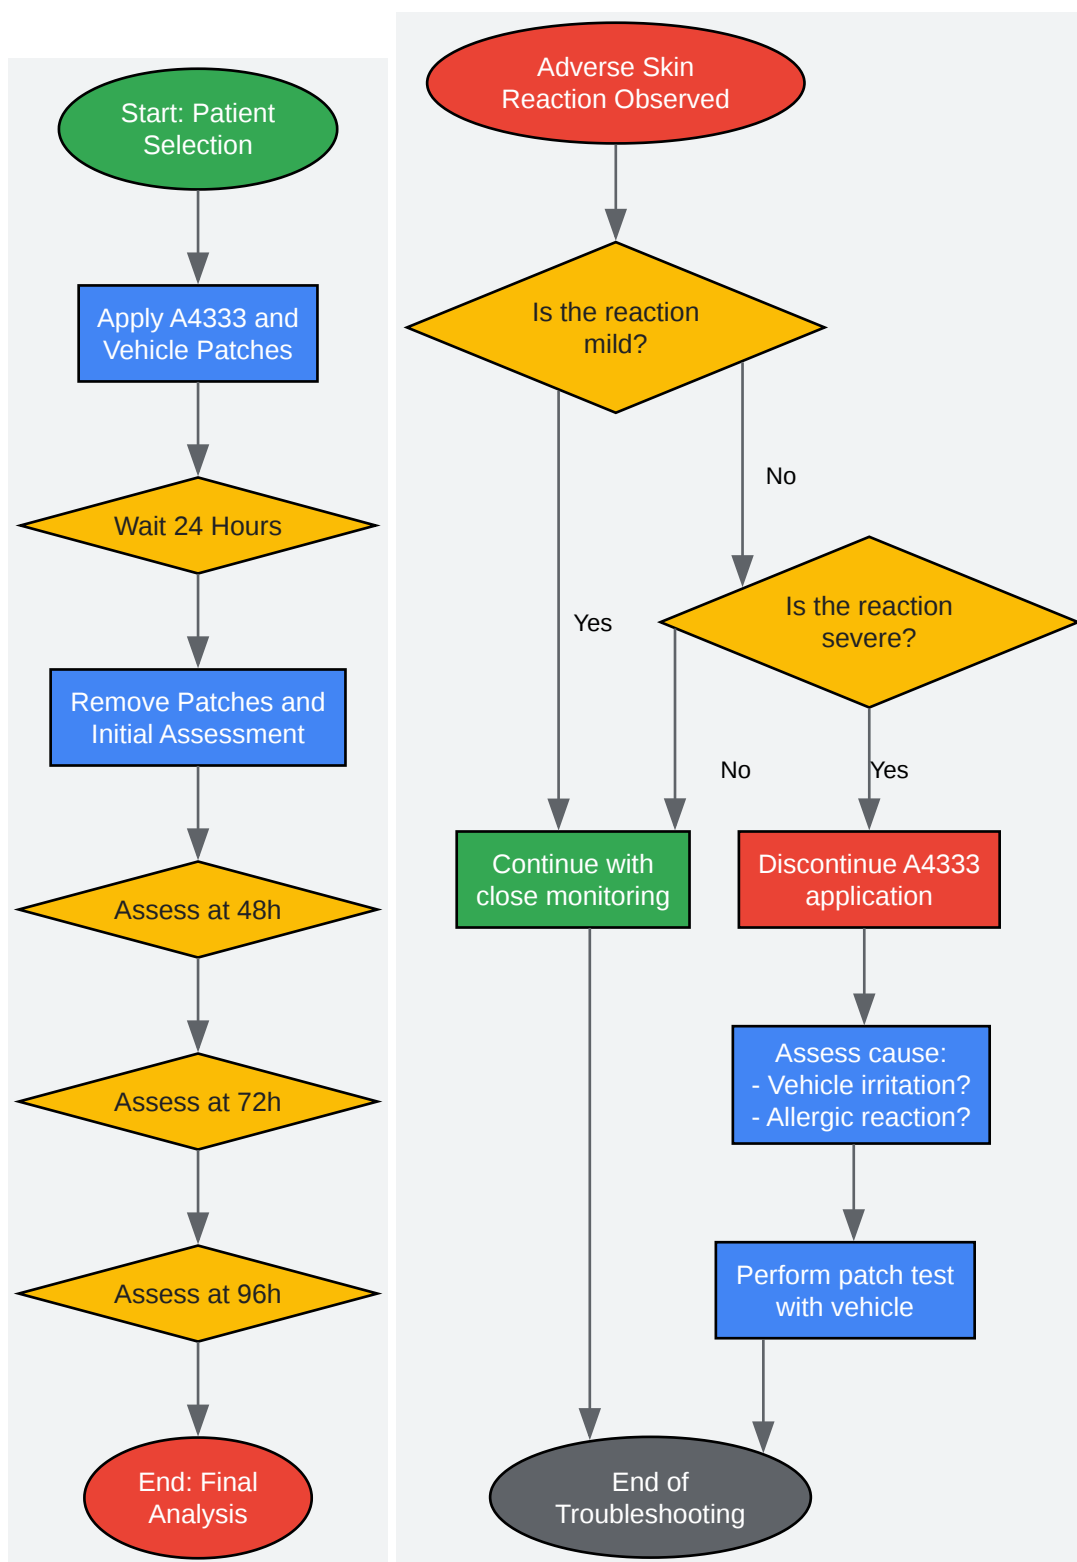 Start: Patient
Selection
Apply A4333 and
Vehicle Patches
Wait 24 Hours
Remove Patches and
Initial Assessment
Assess at 48h
Assess at 72h
Assess at 96h
End: Final
Analysis
Adverse Skin
Reaction Observed
Is the reaction
mild?
No
Is the reaction
severe?
Yes
No
Yes
Continue with
close monitoring
Discontinue A4333
application
Assess cause:
- Vehicle irritation?
- Allergic reaction?
Perform patch test
with vehicle
End of
Troubleshooting